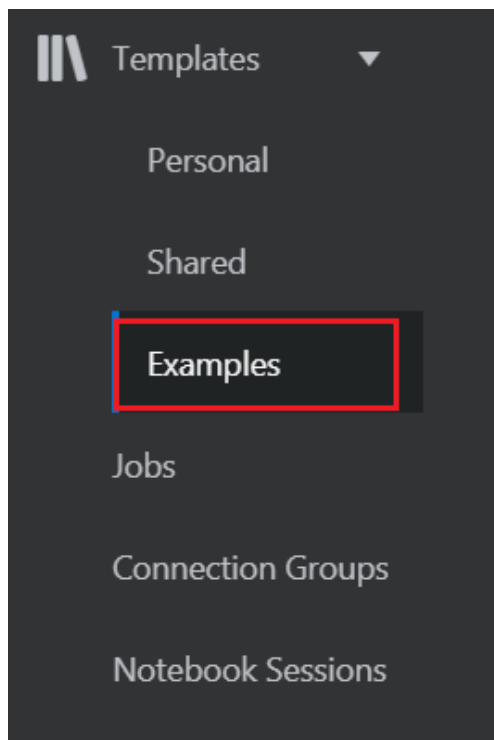 Templates
Personal
Shared
Examples
Jobs
Connection Groups
Notebook Sessions